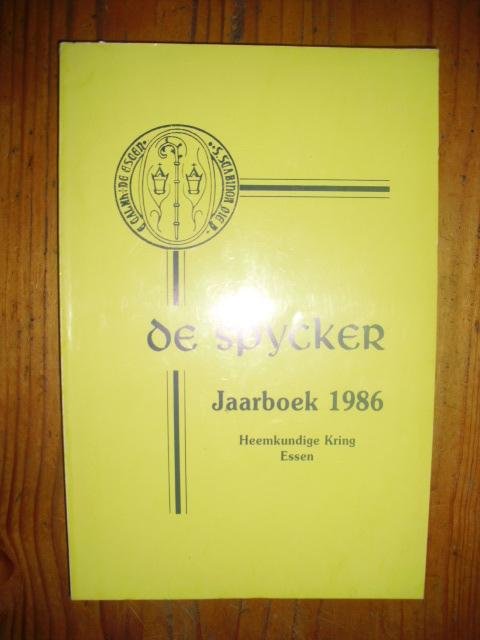 DE SPYCKER
Jaarboek 1986
Heemkundige Kring
Essen